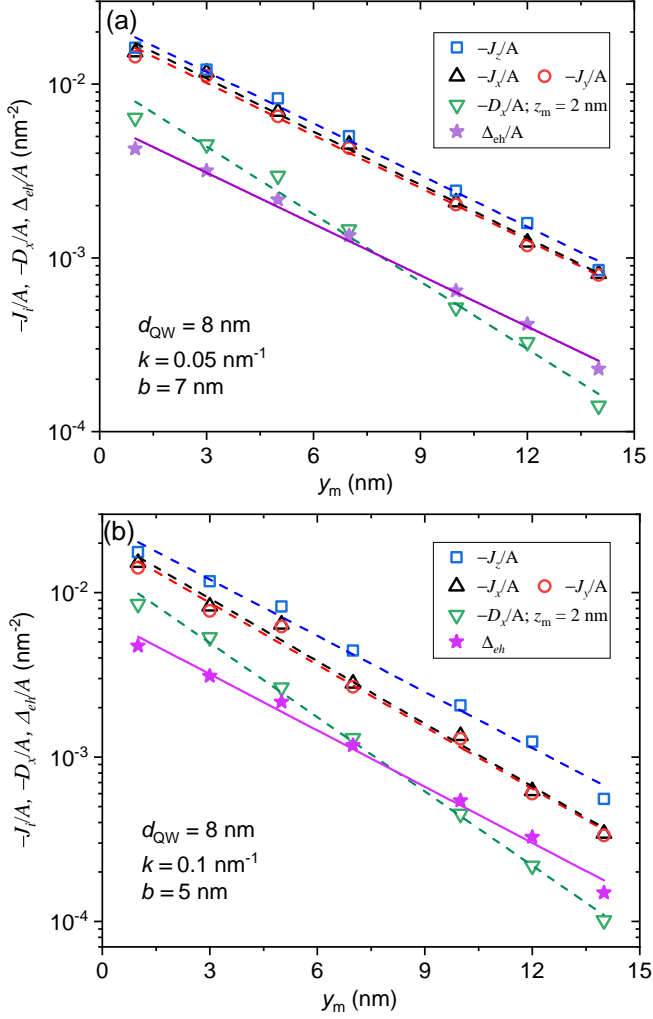 (a)
−J_z/A
−J_x/A −J_y/A
−D_x/A; z_m = 2 nm
Δ_eh/A
10^-2
10^-3
10^-4
−J_i/A, −D_x/A, Δ_eh/A (nm^-2)
d_QW = 8 nm
k = 0.05 nm^-1
b = 7 nm
0 3 6 9 12 15
y_m (nm)
(b)
−J_z/A
−J_x/A −J_y/A
−D_x/A; z_m = 2 nm
Δ_eh
10^-2
10^-3
10^-4
−J_i/A, −D_x/A, Δ_eh/A (nm^-2)
d_QW = 8 nm
k = 0.1 nm^-1
b = 5 nm
0 3 6 9 12 15
y_m (nm)